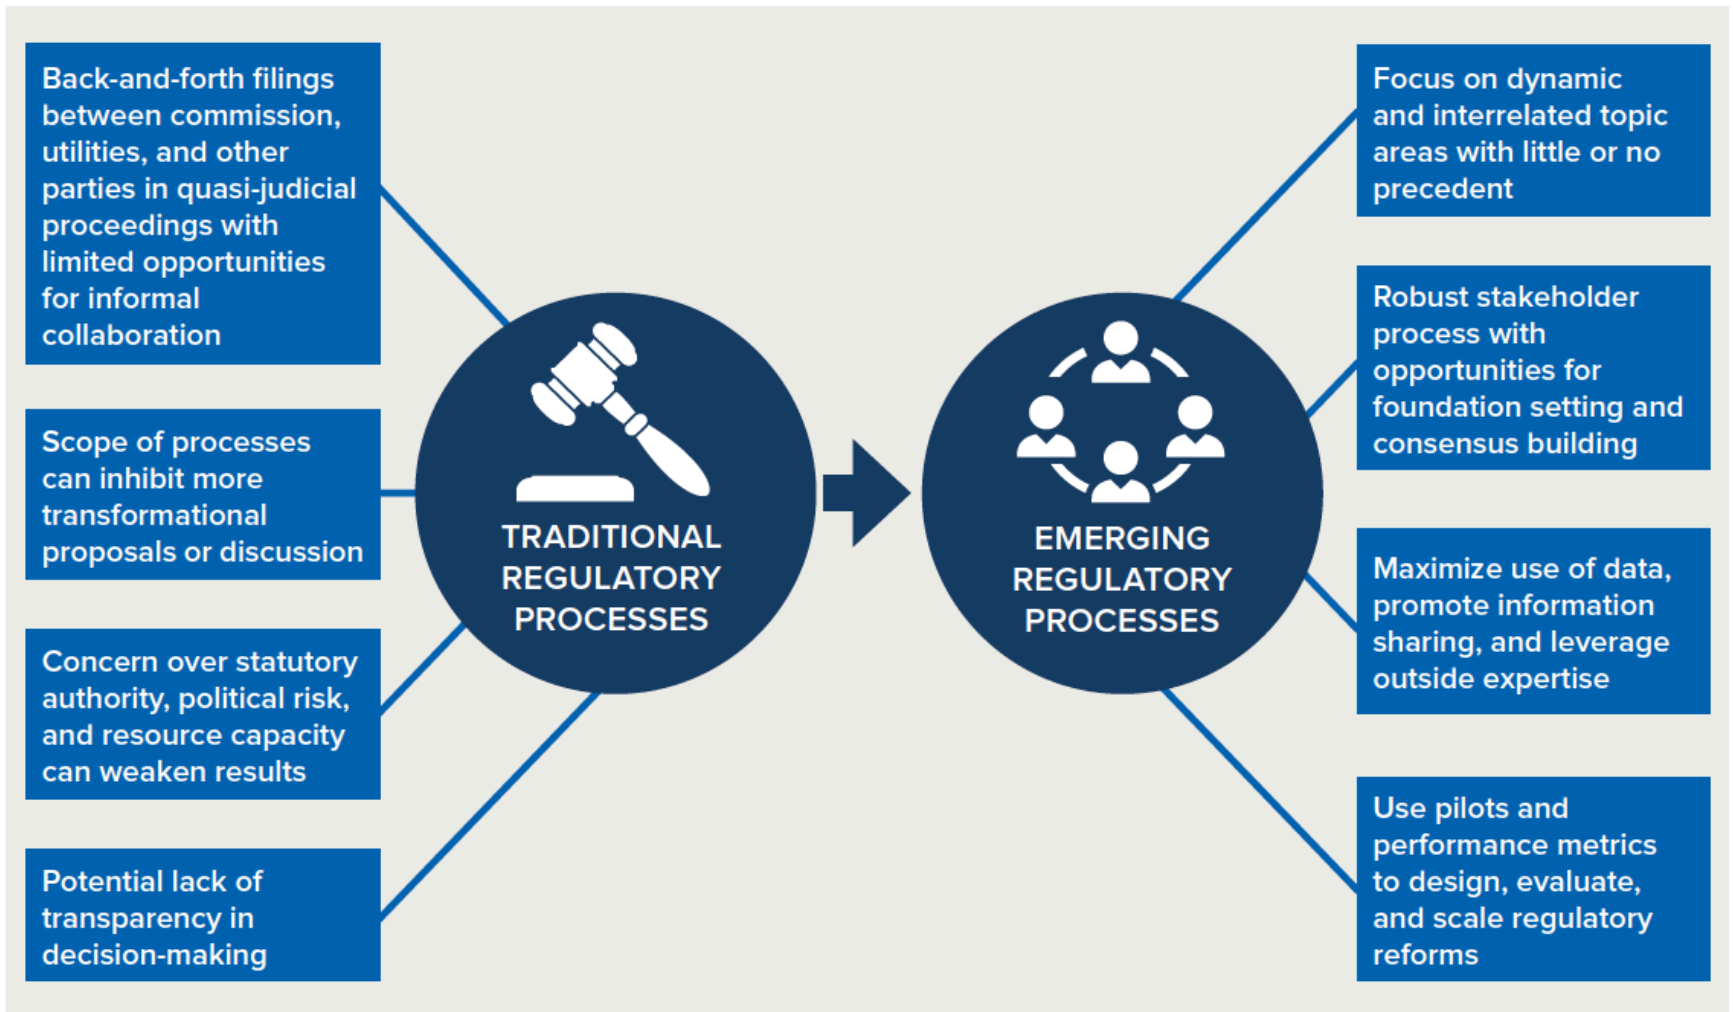 Back-and-forth filings
between commission,
utilities, and other
parties in quasi-judicial
proceedings with
limited opportunities
for informal
collaboration
Scope of processes
can inhibit more
transformational
proposals or discussion
Concern over statutory
authority, political risk,
and resource capacity
can weaken results
Potential lack of
transparency in
decision-making
TRADITIONAL
REGULATORY
PROCESSES
EMERGING
REGULATORY
PROCESSES
Focus on dynamic
and interrelated topic
areas with little or no
precedent
Robust stakeholder
process with
opportunities for
foundation setting and
consensus building
Maximize use of data,
promote information
sharing, and leverage
outside expertise
Use pilots and
performance metrics
to design, evaluate,
and scale regulatory
reforms